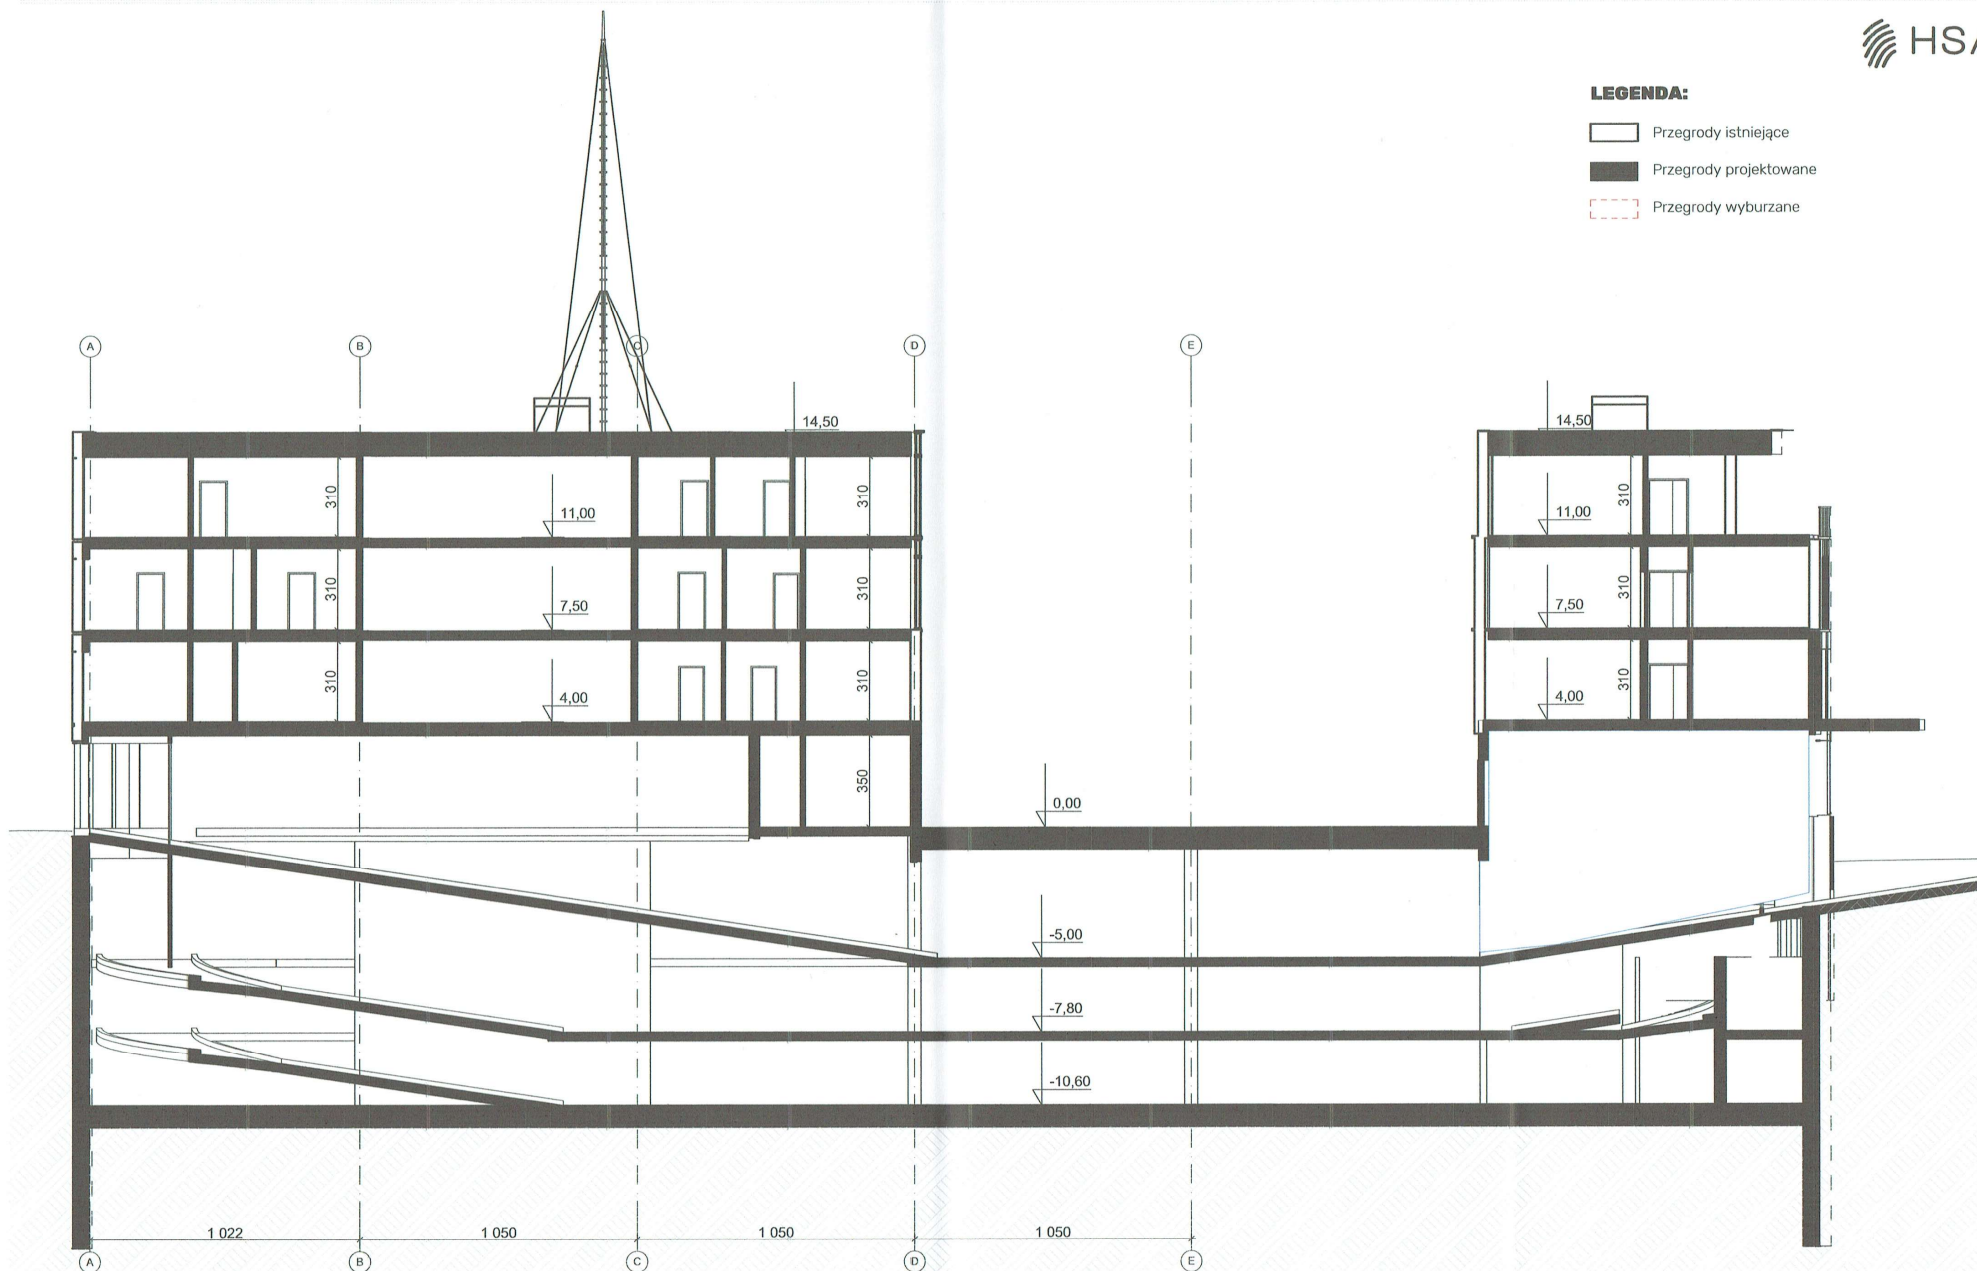 HSA
LEGENDA:
Przegrody istniejące
Przegrody projektowane
Przegrody wyburzane
A B C D E
14,50 14,50
310 11,00 310 11,00 310
310 7,50 310 7,50 310
310 4,00 310 4,00 310
350 0,00
-5,00
-7,80
-10,60
1 022 1 050 1 050 1 050
A B C D E